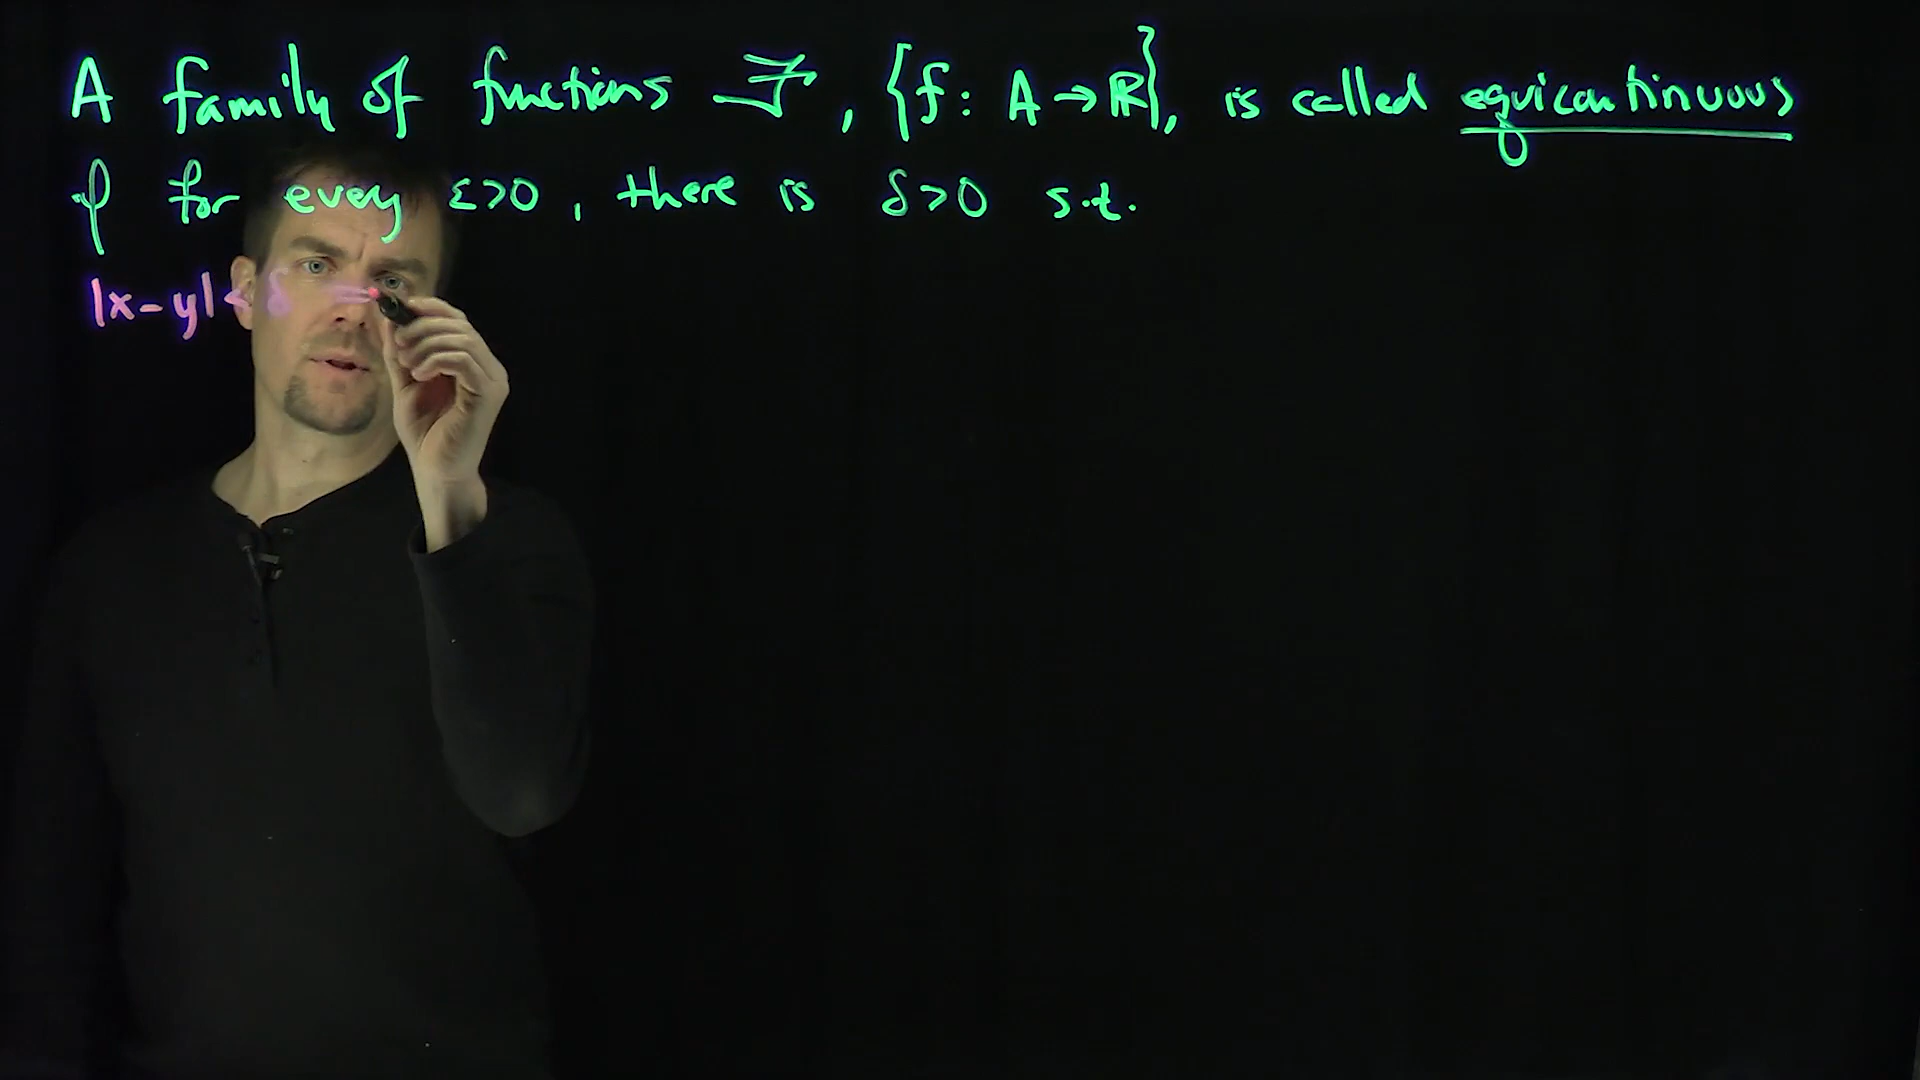 A family of functions ℱ, {f: A → ℝ}, is called equicontinuous
if for every ε>0, there is δ>0 s.t.
|x-y| < δ =